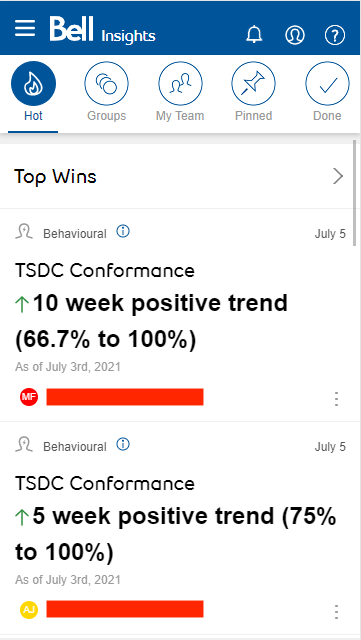 Bell Insights
?
Hot Groups My Team Pinned Done
Top Wins
Behavioural July 5
TSDC Conformance
↑10 week positive trend
(66.7% to 100%)
As of July 3rd, 2021
MF
Behavioural July 5
TSDC Conformance
↑5 week positive trend (75%
to 100%)
As of July 3rd, 2021
AJ